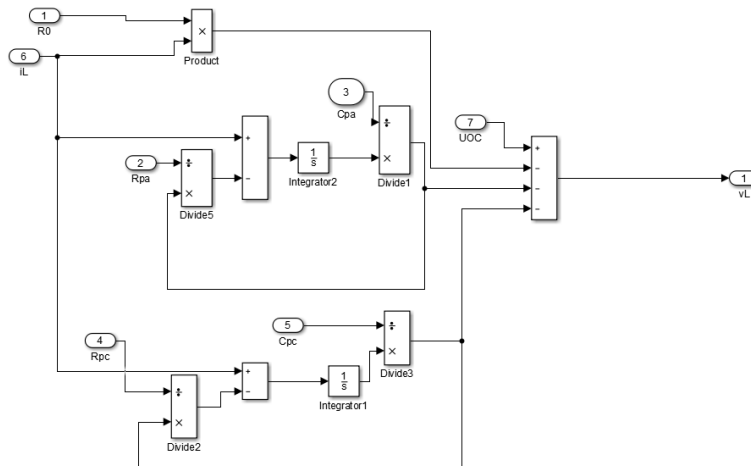 1
R0
6
iL
×
Product
3
Cpa
÷
×
Divide1
7
UOC
+
−
−
−
1
vL
+
−
1
s
Integrator2
2
Rpa
÷
×
Divide5
5
Cpc
÷
×
Divide3
4
Rpc
÷
×
Divide2
+
−
1
s
Integrator1